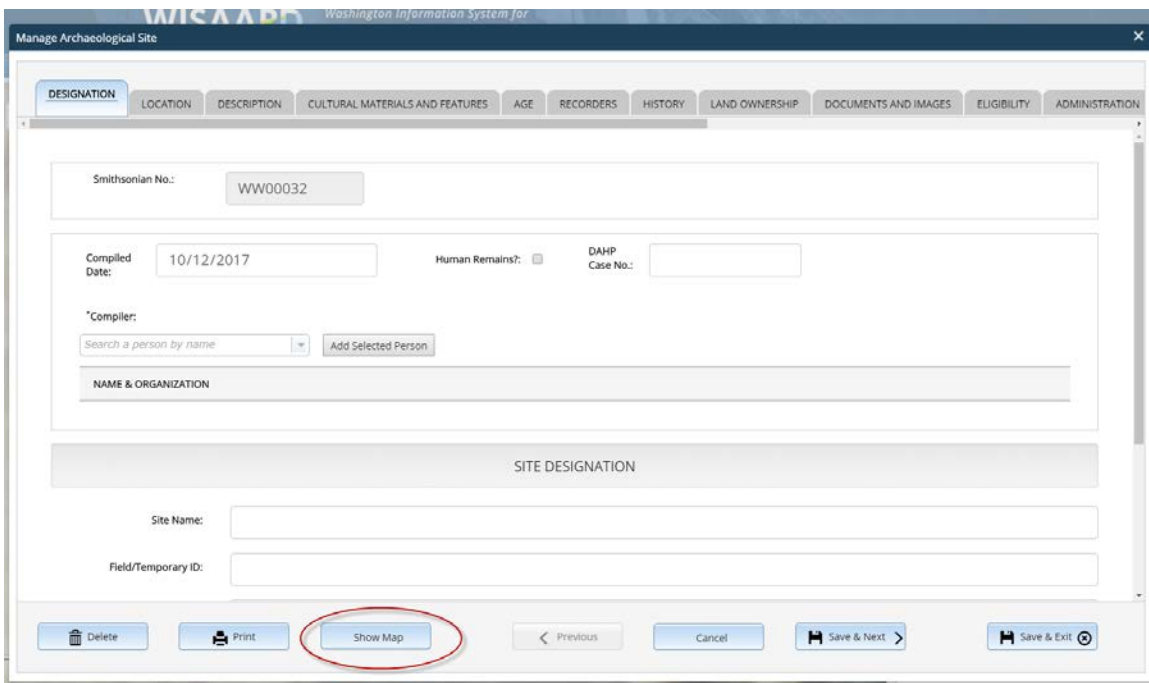 WISAARD Washington Information System for
Manage Archaeological Site
DESIGNATION LOCATION DESCRIPTION CULTURAL MATERIALS AND FEATURES AGE RECORDERS HISTORY LAND OWNERSHIP DOCUMENTS AND IMAGES ELIGIBILITY ADMINISTRATION
Smithsonian No.: WW00032
Compiled Date: 10/12/2017 Human Remains?: DAHP Case No.:
*Compiler:
Search a person by name Add Selected Person
NAME & ORGANIZATION
SITE DESIGNATION
Site Name:
Field/Temporary ID:
Delete Print Show Map Previous Cancel Save & Next Save & Exit